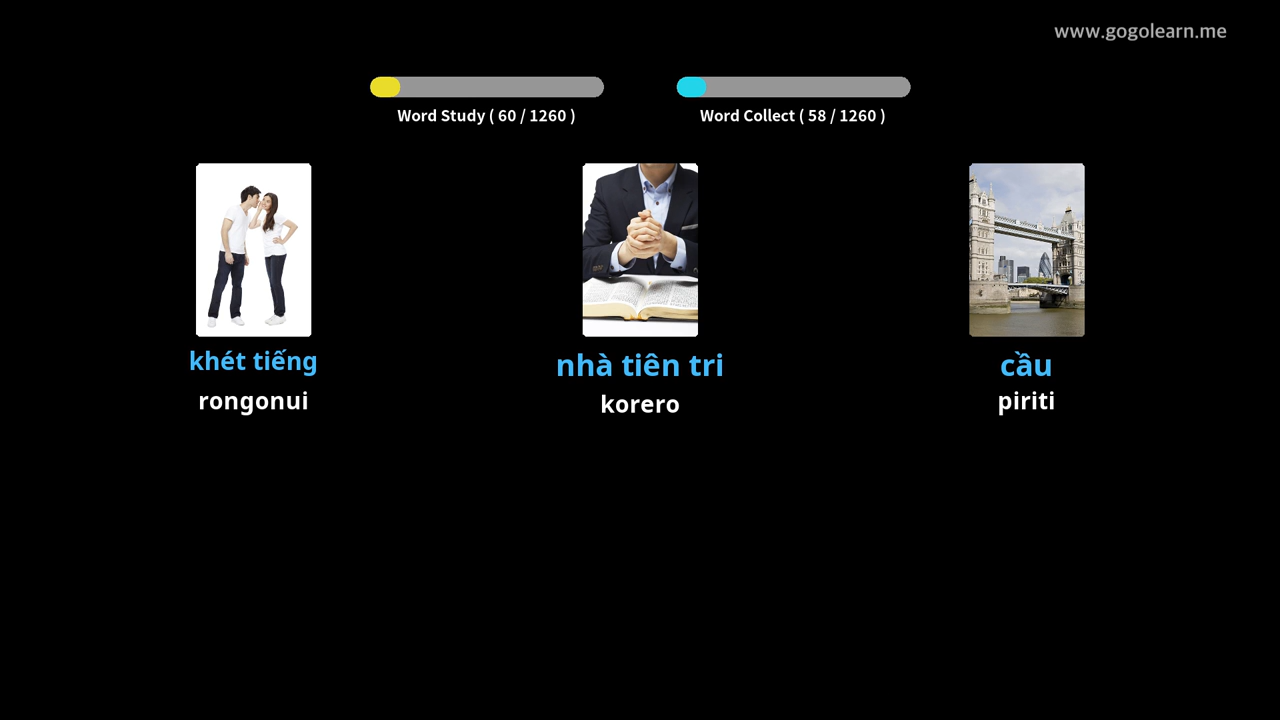 www.gogolearn.me
Word Study ( 60 / 1260 )
Word Collect ( 58 / 1260 )
khét tiếng
rongonui
nhà tiên tri
korero
cầu
piriti